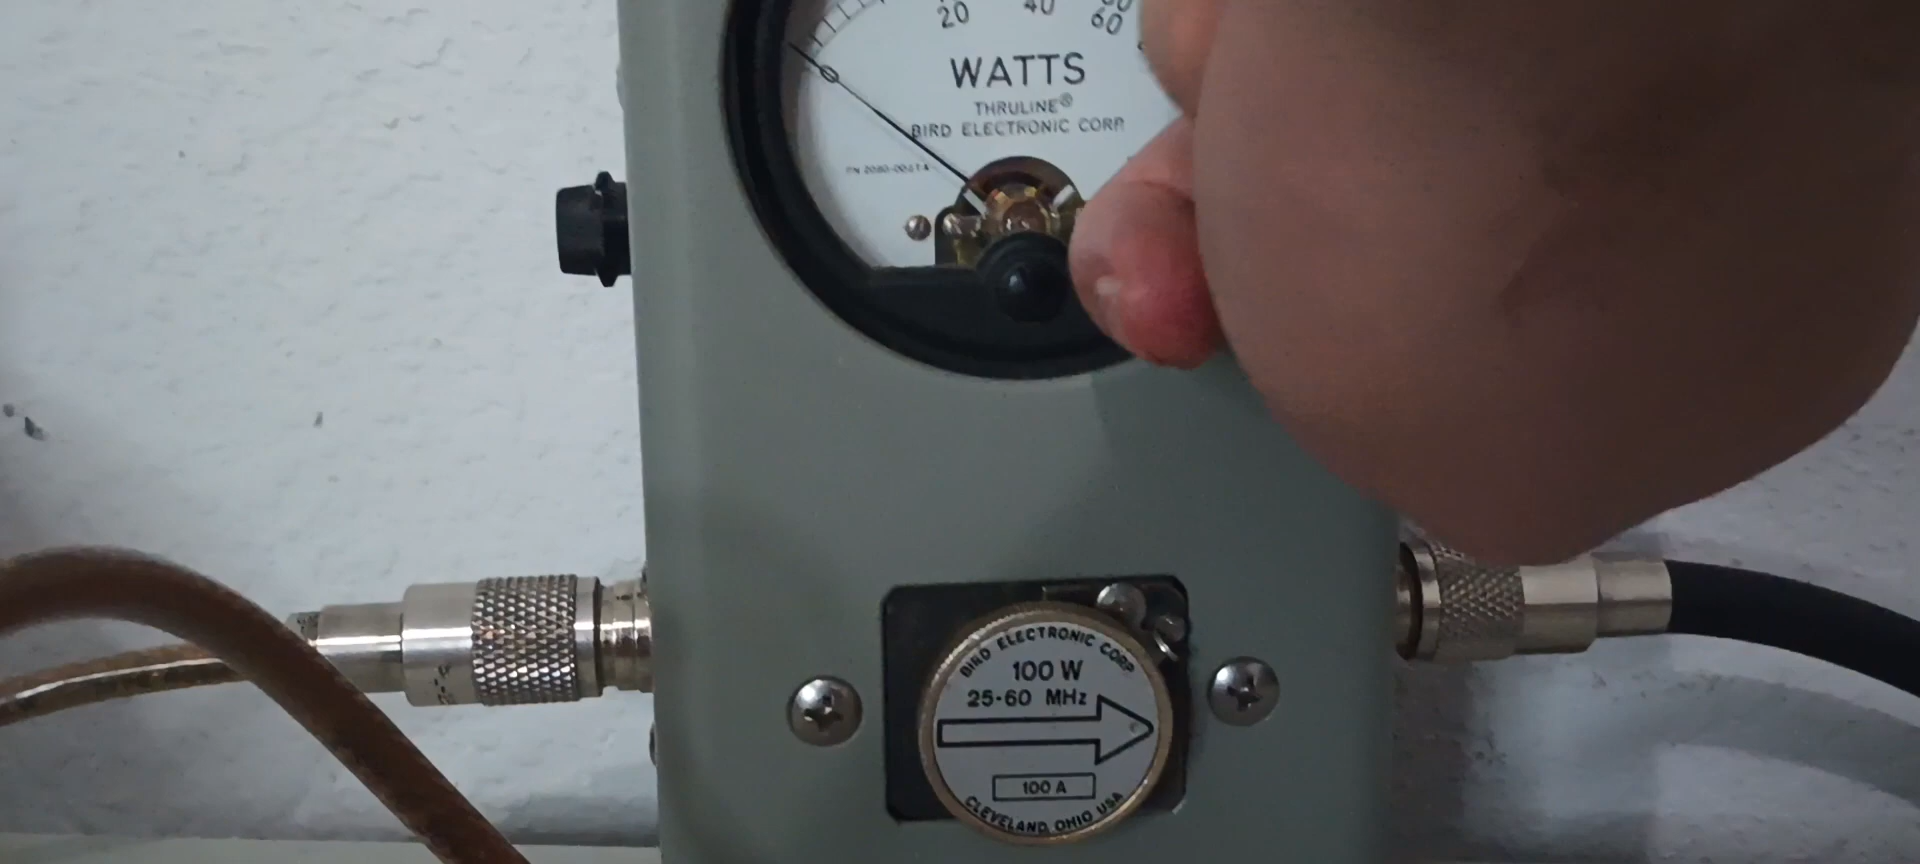 20 40
60
WATTS
THRULINE®
BIRD ELECTRONIC CORP.
BIRD ELECTRONIC CORP.
100 W
25-60 MHz
100 A
CLEVELAND, OHIO USA